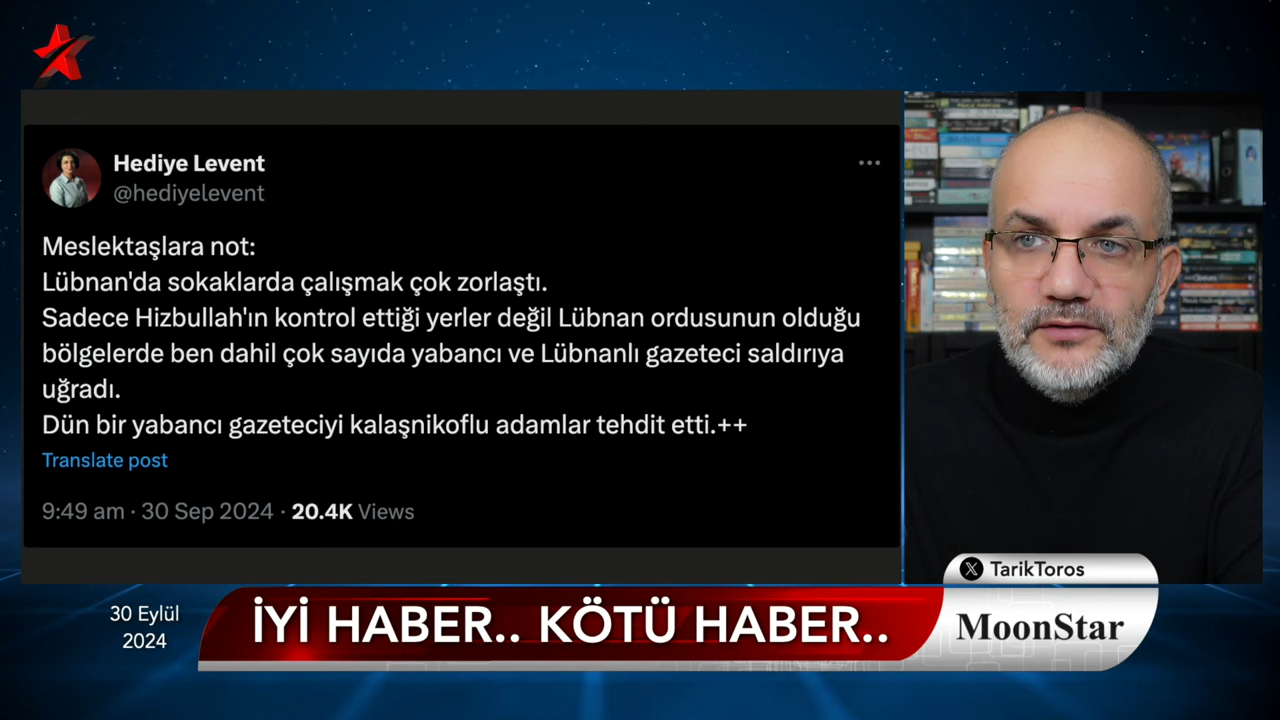 Hediye Levent
@hediyelevent
Meslektaşlara not:
Lübnan'da sokaklarda çalışmak çok zorlaştı.
Sadece Hizbullah'ın kontrol ettiği yerler değil Lübnan ordusunun olduğu
bölgelerde ben dahil çok sayıda yabancı ve Lübnanlı gazeteci saldırıya
uğradı.
Dün bir yabancı gazeteciyi kalaşnikoflu adamlar tehdit etti.++
Translate post
9:49 am · 30 Sep 2024 · 20.4K Views
TarikToros
30 Eylül
2024
İYİ HABER.. KÖTÜ HABER..
MoonStar